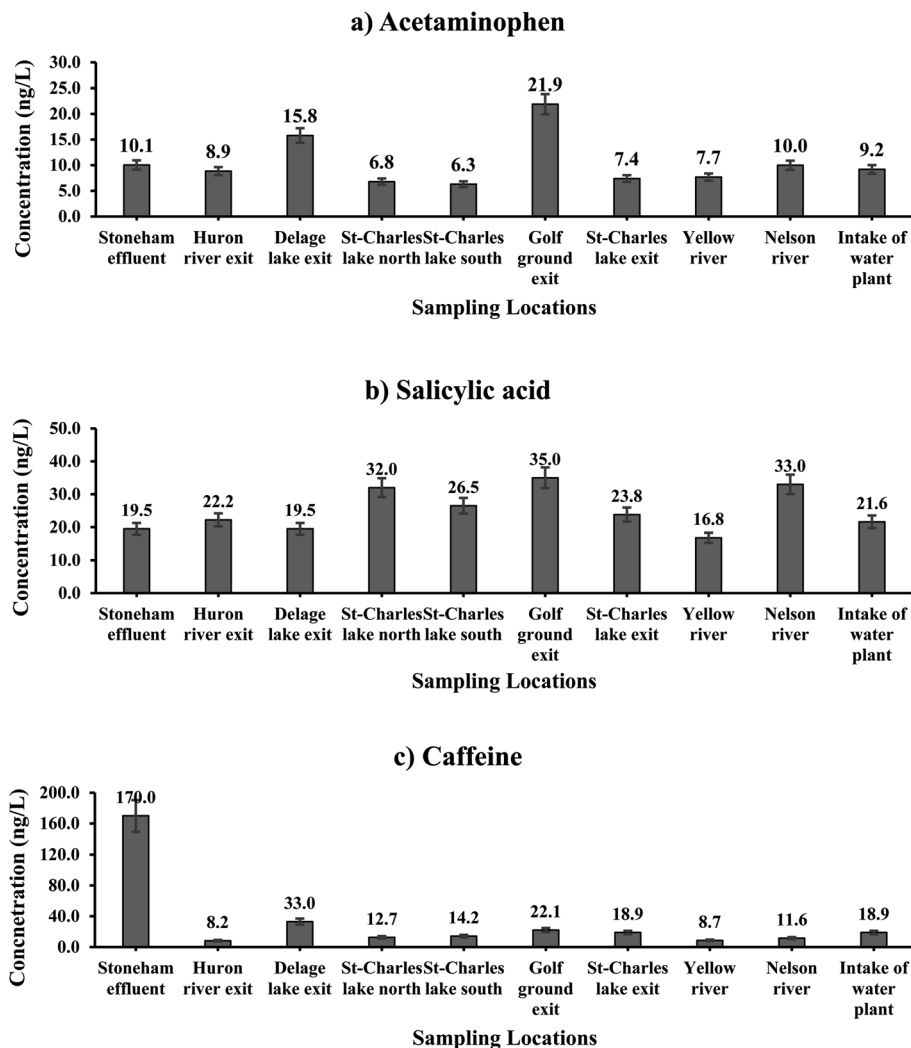 a) Acetaminophen
Concentration (ng/L)
30.0
25.0
20.0
15.0
10.0
5.0
0.0
10.1
8.9
15.8
6.8
6.3
21.9
7.4
7.7
10.0
9.2
Stoneham effluent
Huron river exit
Delage lake exit
St-Charles lake north
St-Charles lake south
Golf ground exit
St-Charles lake exit
Yellow river
Nelson river
Intake of water plant
Sampling Locations
b) Salicylic acid
Concentration (ng/L)
50.0
40.0
30.0
20.0
10.0
0.0
19.5
22.2
19.5
32.0
26.5
35.0
23.8
16.8
33.0
21.6
Stoneham effluent
Huron river exit
Delage lake exit
St-Charles lake north
St-Charles lake south
Golf ground exit
St-Charles lake exit
Yellow river
Nelson river
Intake of water plant
Sampling Locations
c) Caffeine
Concnetration (ng/L)
200.0
160.0
120.0
80.0
40.0
0.0
170.0
8.2
33.0
12.7
14.2
22.1
18.9
8.7
11.6
18.9
Stoneham effluent
Huron river exit
Delage lake exit
St-Charles lake north
St-Charles lake south
Golf ground exit
St-Charles lake exit
Yellow river
Nelson river
Intake of water plant
Sampling Locations